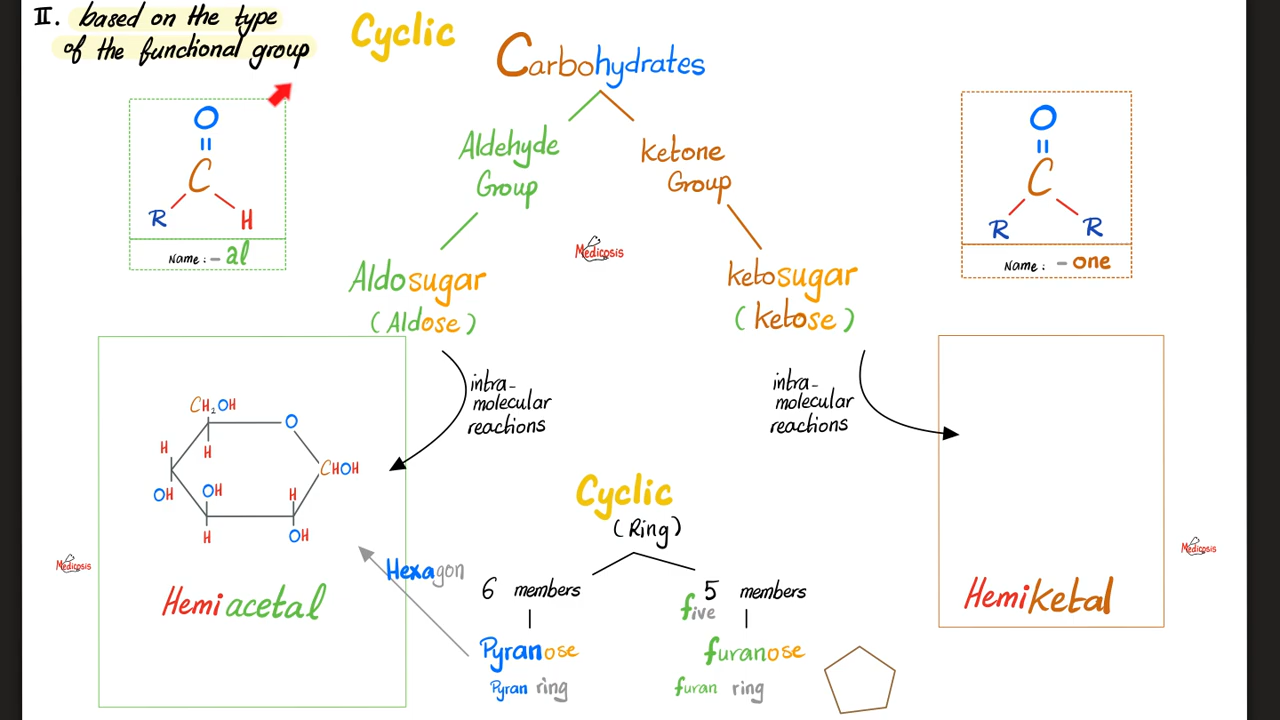 II. based on the type
of the functional group
Cyclic
Carbohydrates
O
C
R H
Name : - al
Aldehyde
Group
Ketone
Group
O
C
R R
Name : - one
Medicosis
Aldosugar
(Aldose)
ketosugar
(ketose)
intra-
molecular
reactions
intra-
molecular
reactions
CH2OH
O
H
H
CHOH
OH
OH
H
H
OH
Hemiacetal
Medicosis
Cyclic
(Ring)
Hexagon
6 members
Pyranose
Pyran ring
5 members
five
furanose
furan ring
Medicosis
Hemiketal